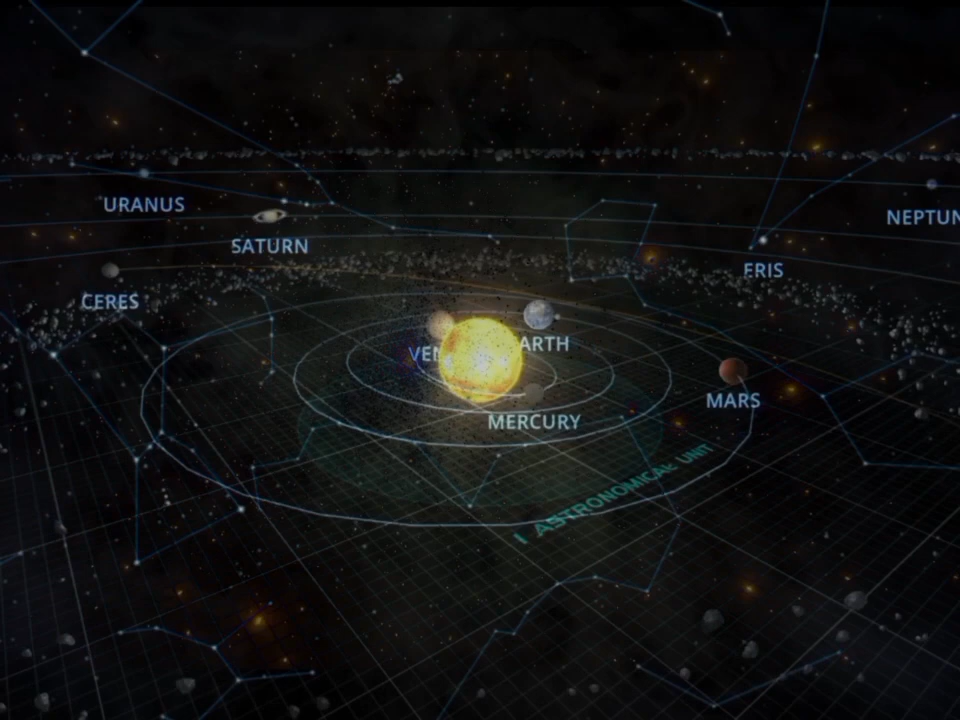 URANUS
NEPTUN
SATURN
ERIS
CERES
ARTH
VEN
MARS
MERCURY
1 ASTRONOMICAL UNIT